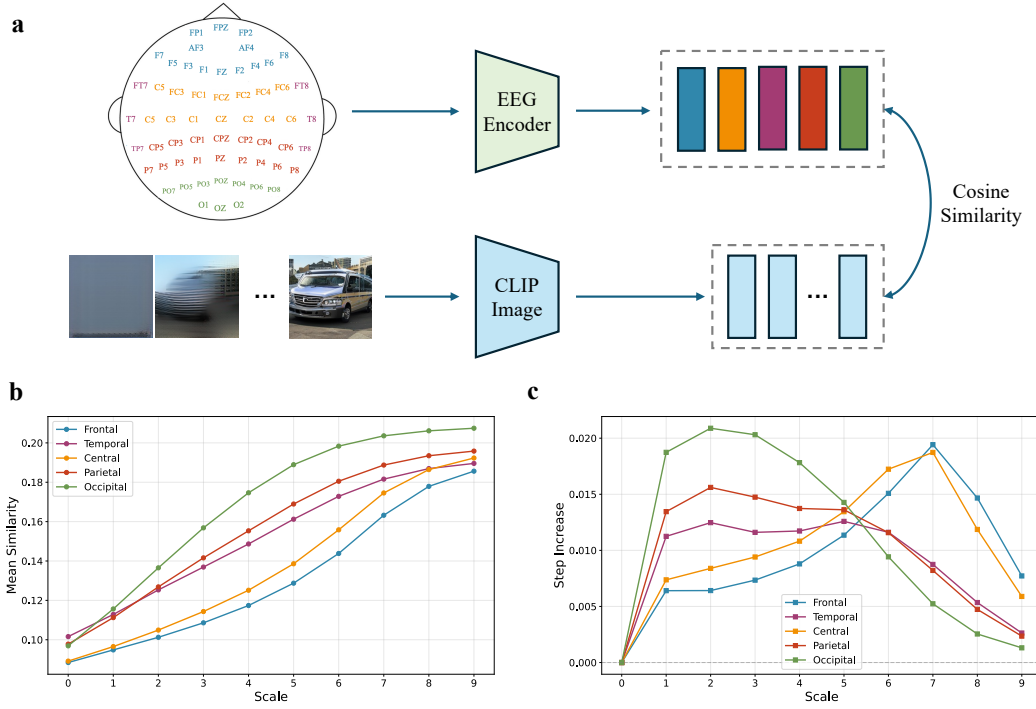 a
FPZ
FP1 FP2
AF3 AF4
F7 F8
F5 F3 F1 FZ F2 F4 F6
FT7 C5 FC3 FC1 FCZ FC2 FC4 FC6 FT8
T7 C5 C3 C1 CZ C2 C4 C6 T8
TP7 CP5 CP3 CP1 CPZ CP2 CP4 CP6 TP8
P7 P5 P3 P1 PZ P2 P4 P6 P8
PO7 PO5 PO3 POZ PO4 PO6 PO8
O1 OZ O2
EEG
Encoder
Cosine
Similarity
...
CLIP
Image
...
b
Mean Similarity
0.20
0.18
0.16
0.14
0.12
0.10
Frontal
Temporal
Central
Parietal
Occipital
0 1 2 3 4 5 6 7 8 9
Scale
c
Step Increase
0.020
0.015
0.010
0.005
0.000
Frontal
Temporal
Central
Parietal
Occipital
0 1 2 3 4 5 6 7 8 9
Scale